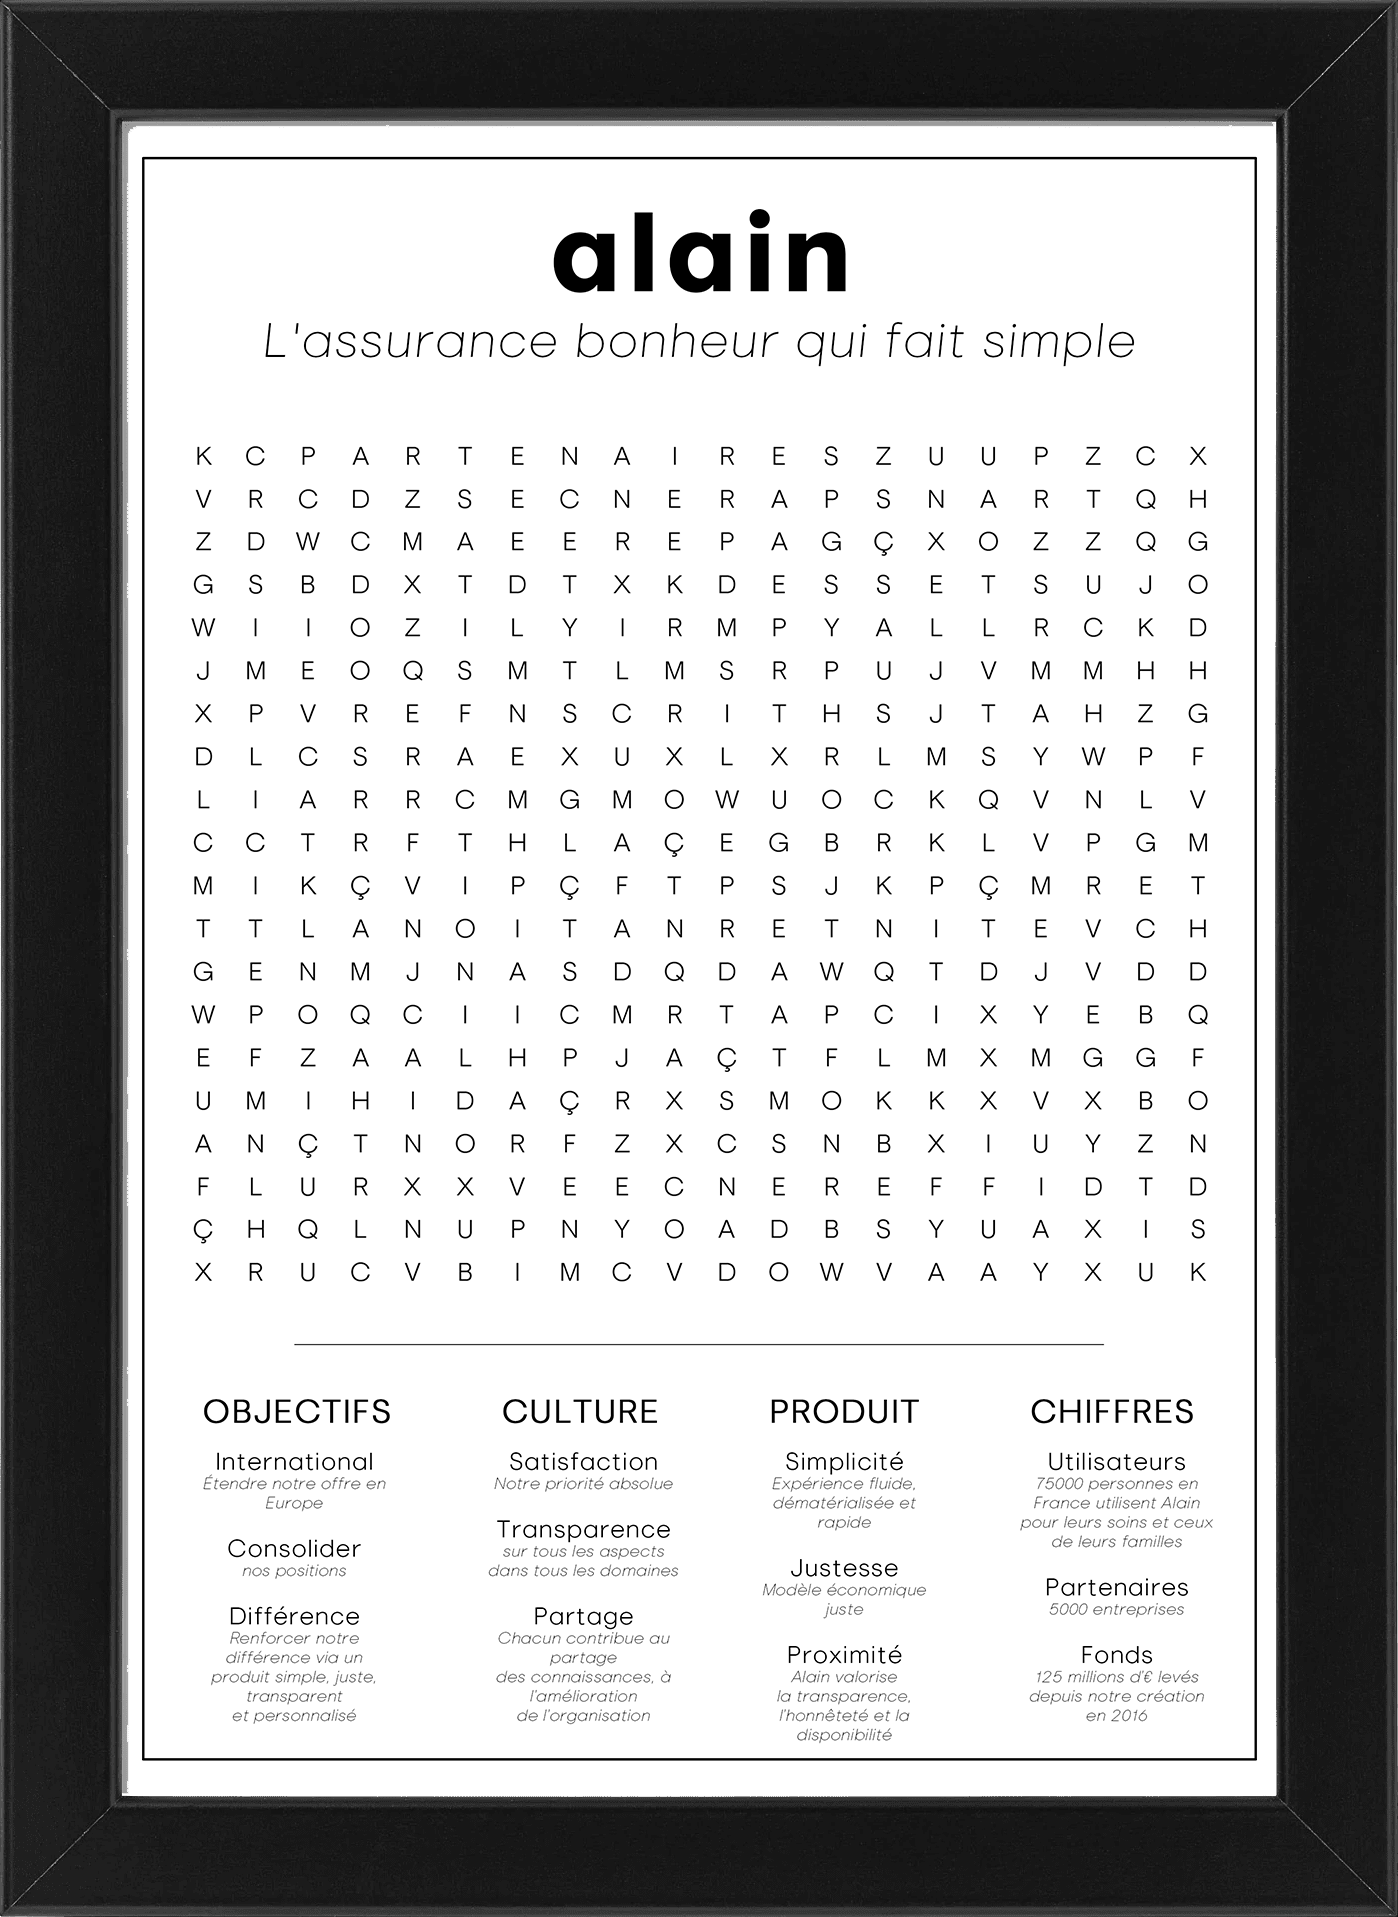 alain
L'assurance bonheur qui fait simple
K C P A R T E N A I R E S Z U U P Z C X
V R C D Z S E C N E R A P S N A R T Q H
Z D W C M A E E R E P A G Ç X O Z Z Q G
G S B D X T D T X K D E S S E T S U J O
W I I O Z I L Y I R M P Y A L L R C K D
J M E O Q S M T L M S R P U J V M M H H
X P V R E F N S C R I T H S J T A H Z G
D L C S R A E X U X L X R L M S Y W P F
L I A R R C M G M O W U O C K Q V N L V
C C T R F T H L A Ç E G B R K L V P G M
M I K Ç V I P Ç F T P S J K P Ç M R E T
T T L A N O I T A N R E T N I T E V C H
G E N M J N A S D Q D A W Q T D J V D D
W P O Q C I I C M R T A P C I X Y E B Q
E F Z A A L H P J A Ç T F L M X M G G F
U M I H I D A Ç R X S M O K K X V X B O
A N Ç T N O R F Z X C S N B X I U Y Z N
F L U R X X V E E C N E R E F F I D T D
Ç H Q L N U P N Y O A D B S Y U A X I S
X R U C V B I M C V D O W V A A Y X U K
OBJECTIFS
International
Étendre notre offre en
Europe
Consolider
nos positions
Différence
Renforcer notre
différence via un
produit simple, juste,
transparent
et personnalisé
CULTURE
Satisfaction
Notre priorité absolue
Transparence
sur tous les aspects
dans tous les domaines
Partage
Chacun contribue au
partage
des connaissances, à
l'amélioration
de l'organisation
PRODUIT
Simplicité
Expérience fluide,
dématérialisée et
rapide
Justesse
Modèle économique
juste
Proximité
Alain valorise
la transparence,
l'honnêteté et la
disponibilité
CHIFFRES
Utilisateurs
75000 personnes en
France utilisent Alain
pour leurs soins et ceux
de leurs familles
Partenaires
5000 entreprises
Fonds
125 millions d'€ levés
depuis notre création
en 2016